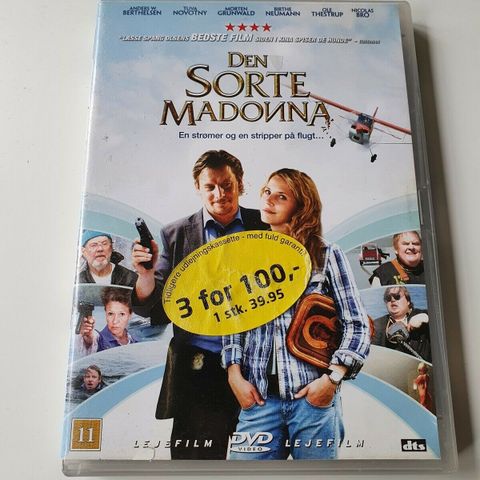 ANDERS W. BERTHELSEN
TUVA NOVOTNY
MORTEN GRUNWALD
BIRTHE NEUMANN
OLE THESTRUP
NICOLAS BRO
★★★★
"LASSE SPANG OLSENS BEDSTE FILM SIDEN I KINA SPISER DE HUNDE"
DEN
SORTE
MADONNA
En strømer og en stripper på flugt...
Tidligere udlejningskassette - med fuld garanti
3 for 100,-
1 stk. 39.95
11
LEJEFILM DVD LEJEFILM
VIDEO
dts